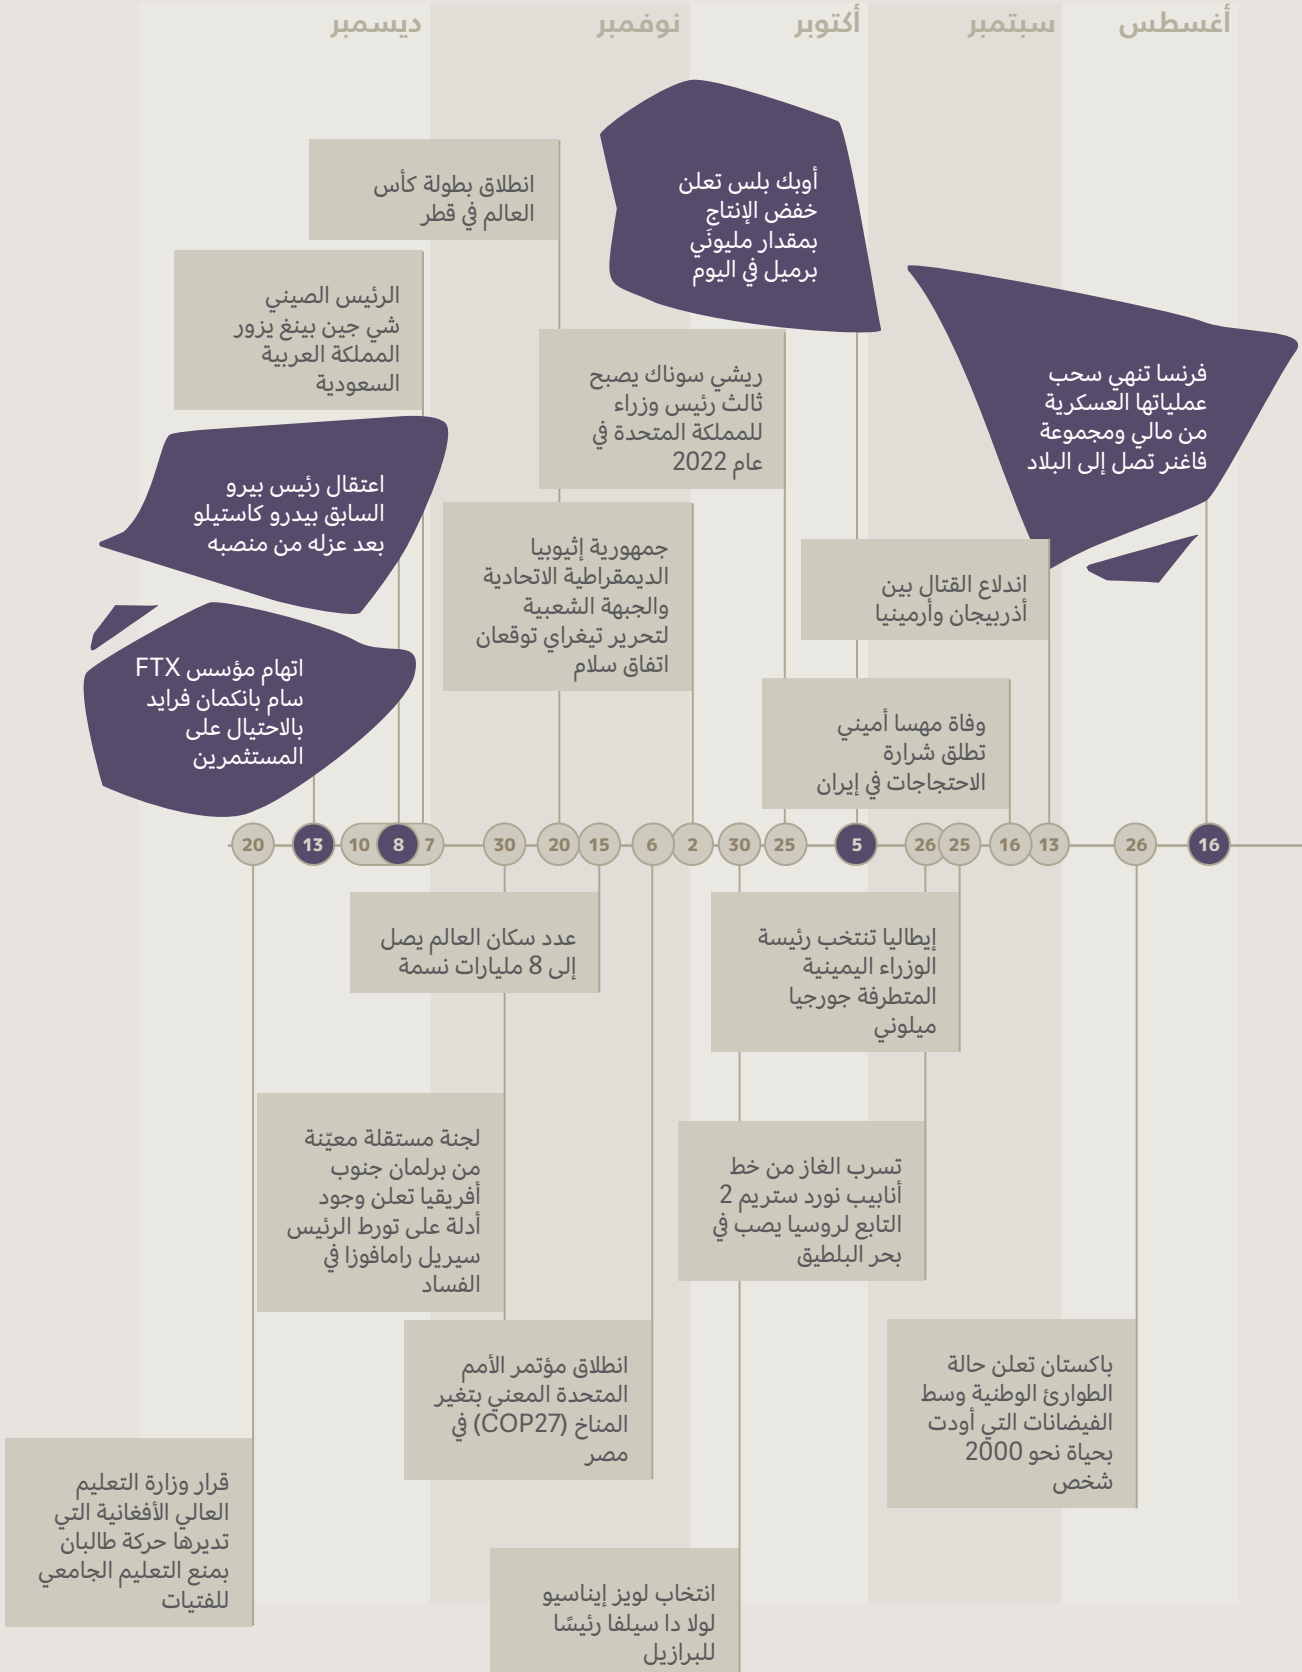 أغسطس
سبتمبر
أكتوبر
نوفمبر
ديسمبر
فرنسا تنهي سحب
عملياتها العسكرية
من مالي ومجموعة
فاغنر تصل إلى البلاد
اندلاع القتال بين
أذربيجان وأرمينيا
وفاة مهسا أميني
تطلق شرارة
الاحتجاجات في إيران
أوبك بلس تعلن
خفض الإنتاج
بمقدار مليونَي
برميل في اليوم
ريشي سوناك يصبح
ثالث رئيس وزراء
للمملكة المتحدة في
عام 2022
جمهورية إثيوبيا
الديمقراطية الاتحادية
والجبهة الشعبية
لتحرير تيغراي توقعان
اتفاق سلام
انطلاق بطولة كأس
العالم في قطر
الرئيس الصيني
شي جين بينغ يزور
المملكة العربية
السعودية
اعتقال رئيس بيرو
السابق بيدرو كاستيلو
بعد عزله من منصبه
اتهام مؤسس FTX
سام بانكمان فرايد
بالاحتيال على
المستثمرين
16
26
13
16
25
26
5
25
30
2
6
15
20
30
7
8
10
13
20
باكستان تعلن حالة
الطوارئ الوطنية وسط
الفيضانات التي أودت
بحياة نحو 2000
شخص
إيطاليا تنتخب رئيسة
الوزراء اليمينية
المتطرفة جورجيا
ميلوني
تسرب الغاز من خط
أنابيب نورد ستريم 2
التابع لروسيا يصب في
بحر البلطيق
انتخاب لويز إيناسيو
لولا دا سيلفا رئيسًا
للبرازيل
انطلاق مؤتمر الأمم
المتحدة المعني بتغير
المناخ (COP27) في
مصر
عدد سكان العالم يصل
إلى 8 مليارات نسمة
لجنة مستقلة معيّنة
من برلمان جنوب
أفريقيا تعلن وجود
أدلة على تورط الرئيس
سيريل رامافوزا في
الفساد
قرار وزارة التعليم
العالي الأفغانية التي
تديرها حركة طالبان
بمنع التعليم الجامعي
للفتيات